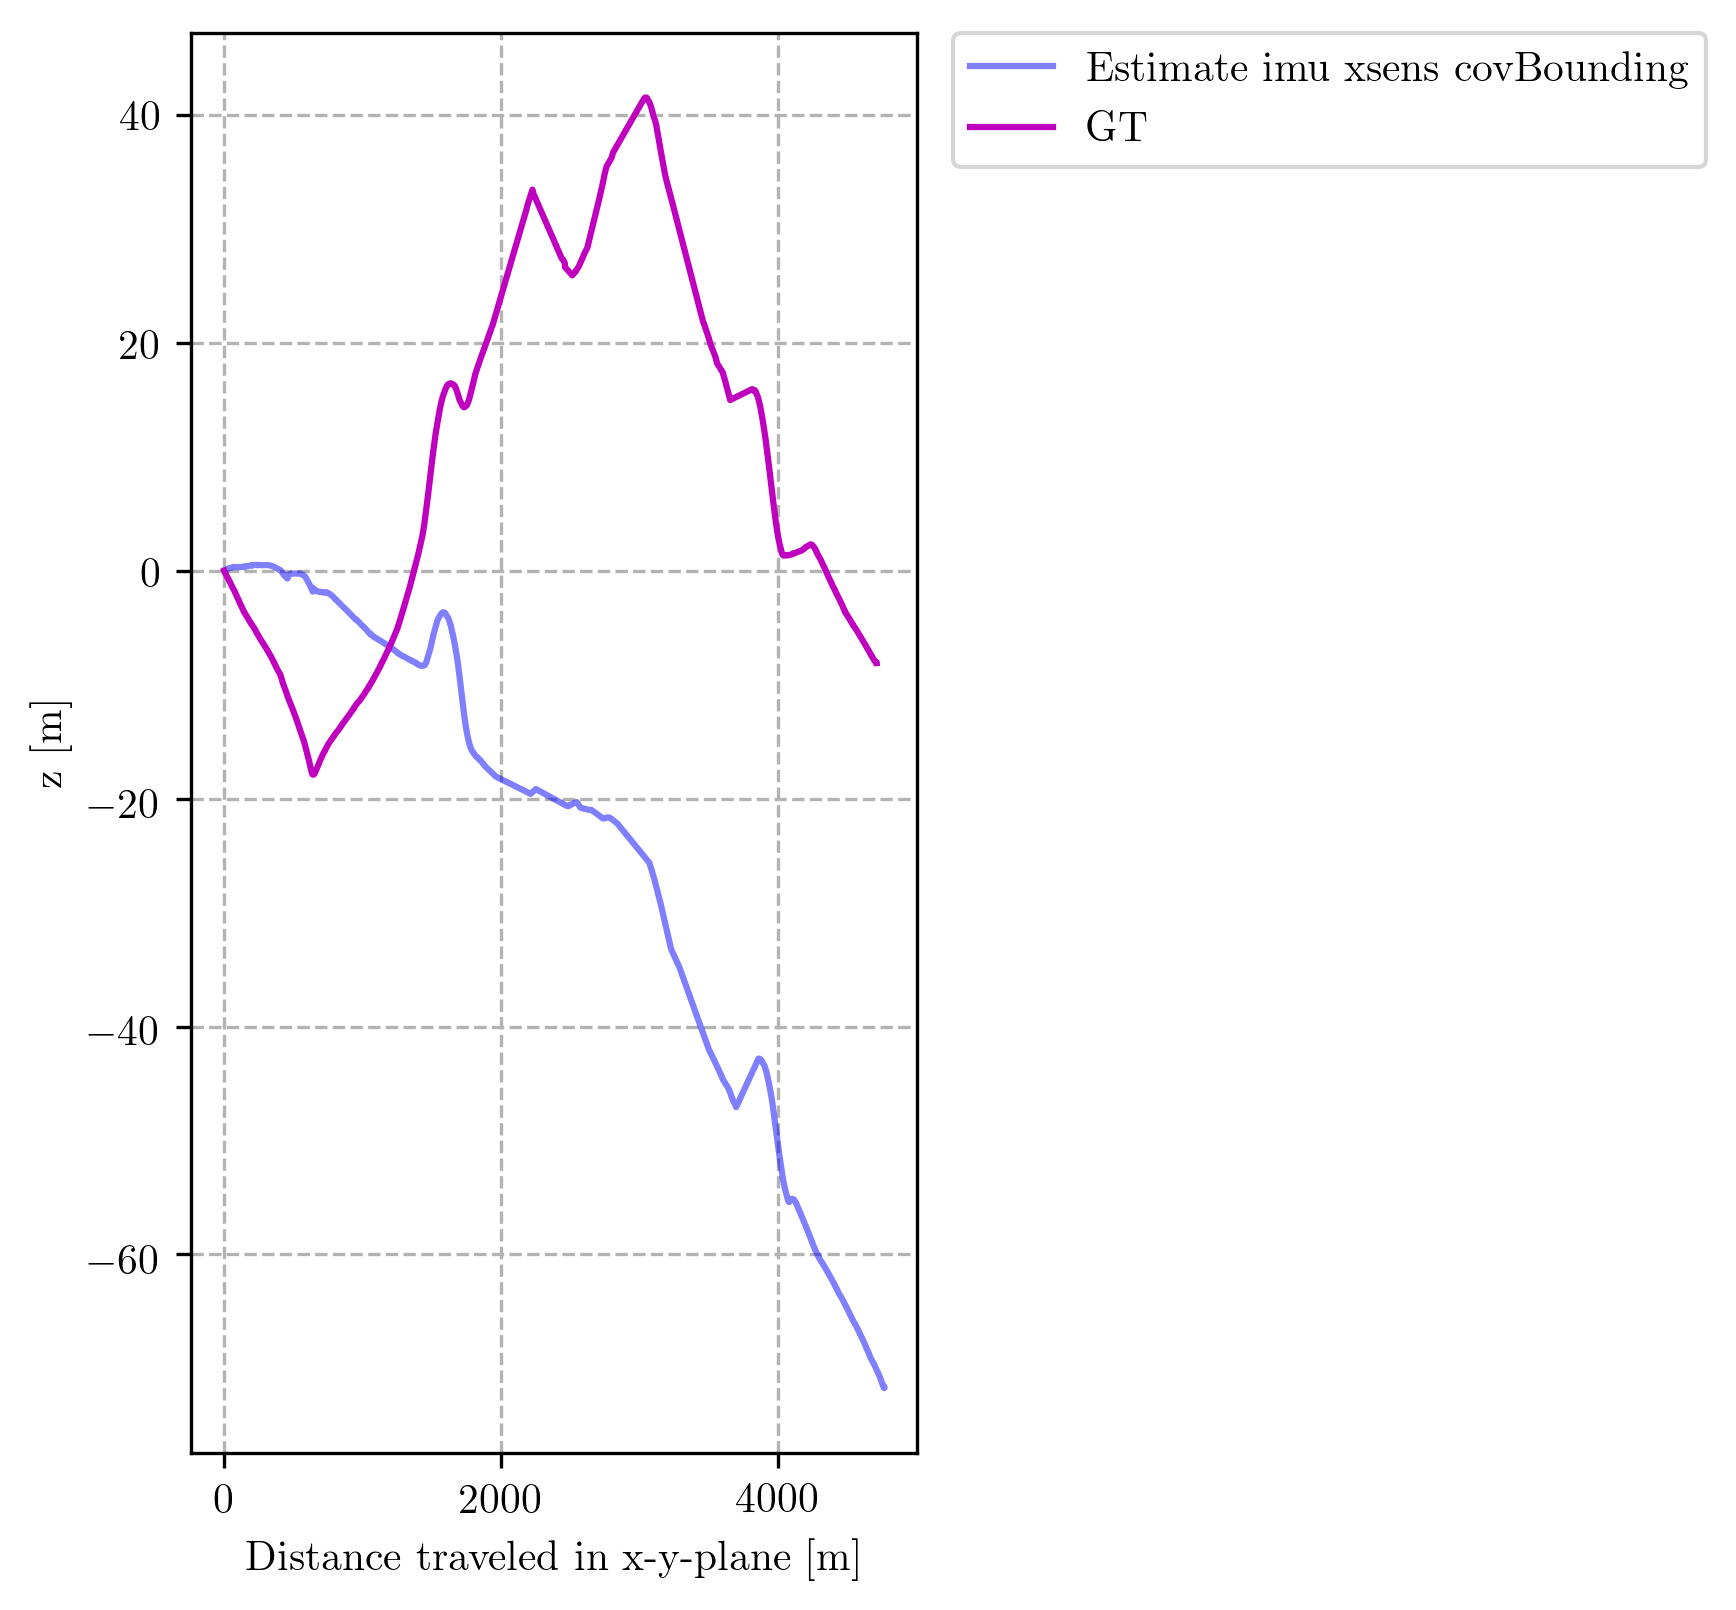 Estimate imu xsens covBounding
GT
40
20
0
−20
−40
−60
z [m]
0 2000 4000
Distance traveled in x-y-plane [m]